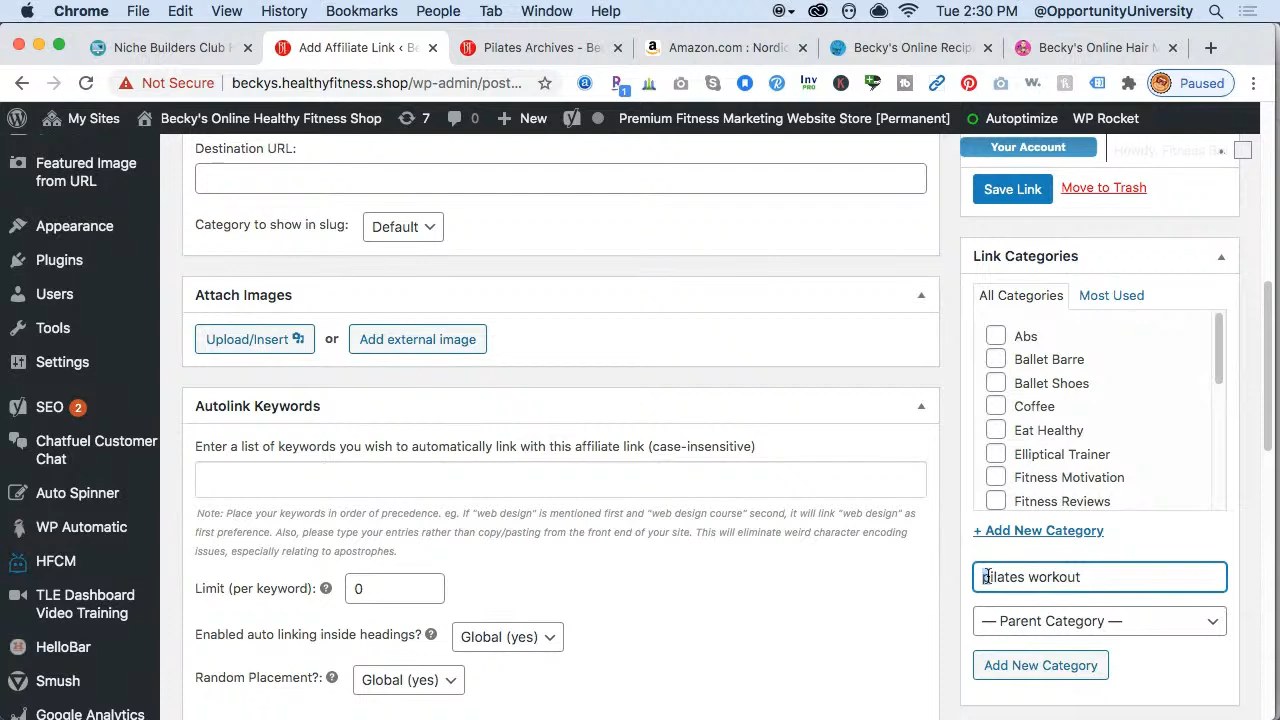 Chrome File Edit View History Bookmarks People Tab Window Help Tue 2:30 PM @OpportunityUniversity
Niche Builders Club Add Affiliate Link ‹ Be Pilates Archives - Be Amazon.com : Nordic Becky's Online Recip Becky's Online Hair
Not Secure beckys.healthyfitness.shop/wp-admin/post... Inv PRO 1 Paused
My Sites Becky's Online Healthy Fitness Shop 7 0 New Premium Fitness Marketing Website Store [Permanent] Autoptimize WP Rocket
Featured Image
from URL
Appearance
Plugins
Users
Tools
Settings
SEO 2
Chatfuel Customer
Chat
Auto Spinner
WP Automatic
HFCM
TLE Dashboard
Video Training
HelloBar
Smush
Google Analytics
Destination URL:
Category to show in slug: Default
Attach Images
Upload/Insert or Add external image
Autolink Keywords
Enter a list of keywords you wish to automatically link with this affiliate link (case-insensitive)
Note: Place your keywords in order of precedence. eg. If "web design" is mentioned first and "web design course" second, it will link "web design" as
first preference. Also, please type your entries rather than copy/pasting from the front end of your site. This will eliminate weird character encoding
issues, especially relating to apostrophes.
Limit (per keyword): ? 0
Enabled auto linking inside headings? ? Global (yes)
Random Placement?: ? Global (yes)
Your Account
Save Link Move to Trash
Link Categories
All Categories Most Used
Abs
Ballet Barre
Ballet Shoes
Coffee
Eat Healthy
Elliptical Trainer
Fitness Motivation
Fitness Reviews
+ Add New Category
pilates workout
— Parent Category —
Add New Category